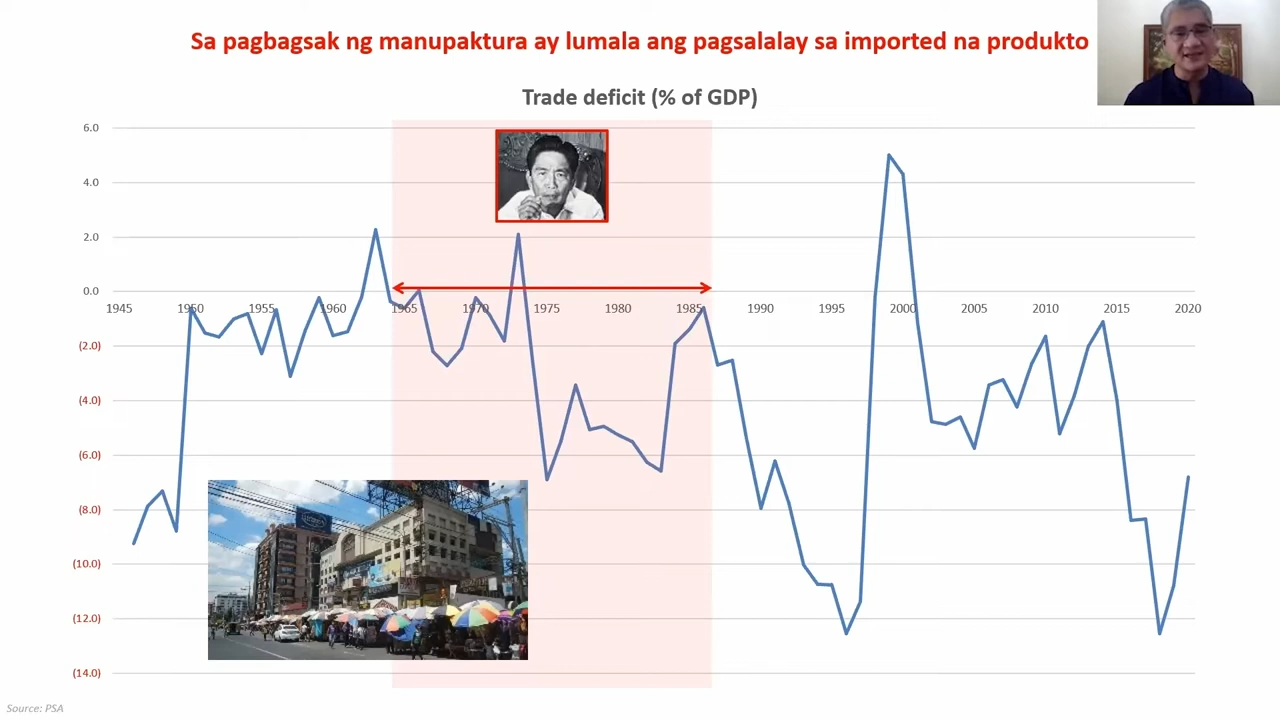 Sa pagbagsak ng manupaktura ay lumala ang pagsalalay sa imported na produkto
Trade deficit (% of GDP)
6.0
4.0
2.0
0.0
1945 1950 1955 1960 1965 1970 1975 1980 1985 1990 1995 2000 2005 2010 2015 2020
(2.0)
(4.0)
(6.0)
(8.0)
(10.0)
(12.0)
(14.0)
Source: PSA